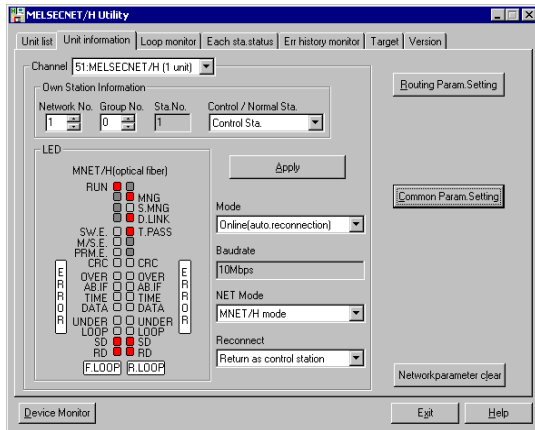 MELSECNET/H Utility
Unit list Unit information Loop monitor Each sta.status Err history monitor Target Version
Channel 51:MELSECNET/H (1 unit)
Routing Param.Setting
Own Station Information
Network No. Group No. Sta.No. Control / Normal Sta.
1 0 1 Control Sta.
LED
MNET/H(optical fiber)
Apply
RUN
MNG
S.MNG
D.LINK
Common Param.Setting
Mode
SW.E. T.PASS
Online(auto.reconnection)
M/S.E.
PRM.E.
CRC CRC
Baudrate
OVER OVER
10Mbps
AB.IF AB.IF
TIME TIME
DATA DATA
ERROR ERROR
NET Mode
MNET/H mode
UNDER UNDER
LOOP LOOP
SD SD
RD RD
Reconnect
Return as control station
F.LOOP R.LOOP
Networkparameter clear
Device Monitor Exit Help